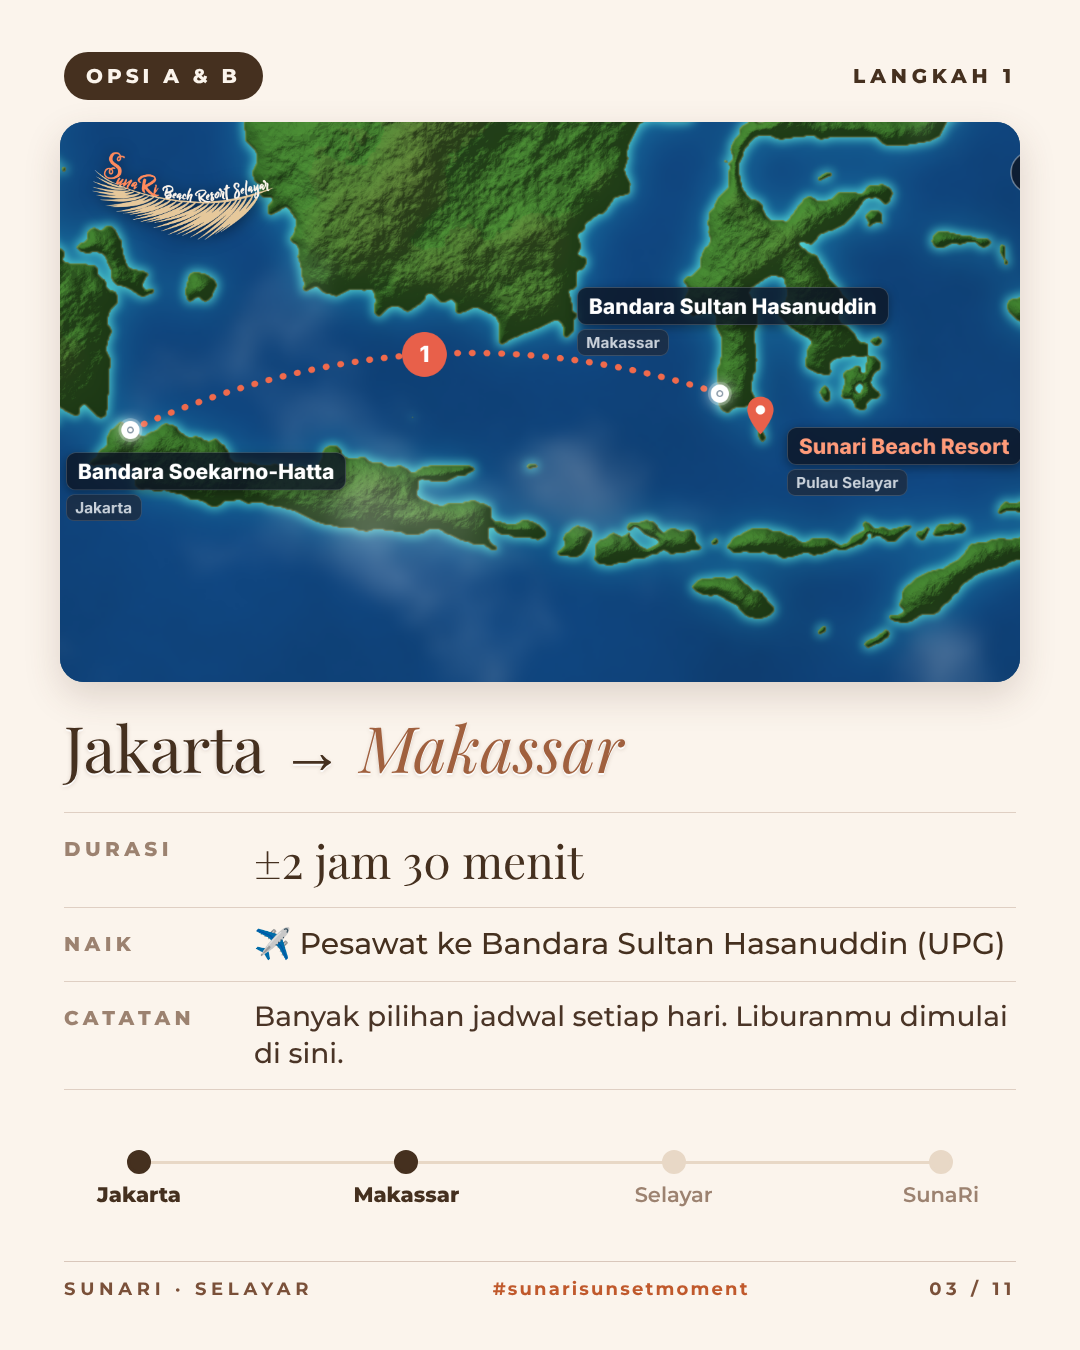 OPSI A & B
LANGKAH 1
SunaRi Beach Resort Selayar
Bandara Sultan Hasanuddin
Makassar
1
Sunari Beach Resort
Pulau Selayar
Bandara Soekarno-Hatta
Jakarta
Jakarta → Makassar
DURASI
±2 jam 30 menit
NAIK
✈️ Pesawat ke Bandara Sultan Hasanuddin (UPG)
CATATAN
Banyak pilihan jadwal setiap hari. Liburanmu dimulai
di sini.
Jakarta
Makassar
Selayar
SunaRi
SUNARI · SELAYAR
#sunarisunsetmoment
03 / 11